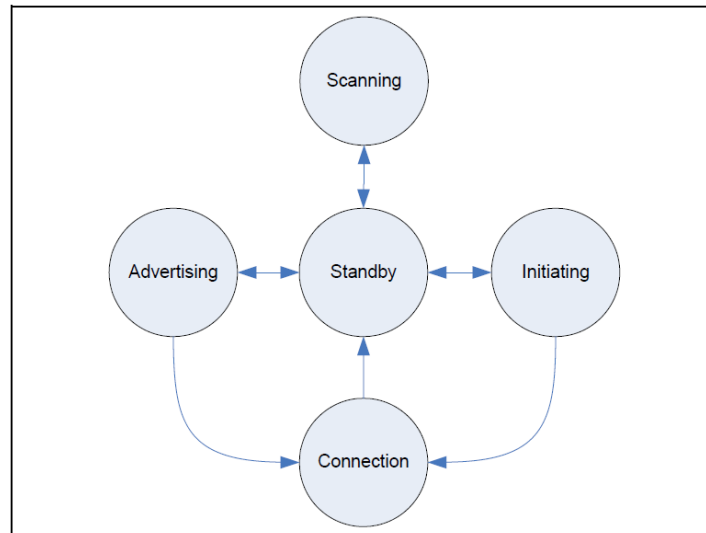 Scanning
Advertising
Standby
Initiating
Connection